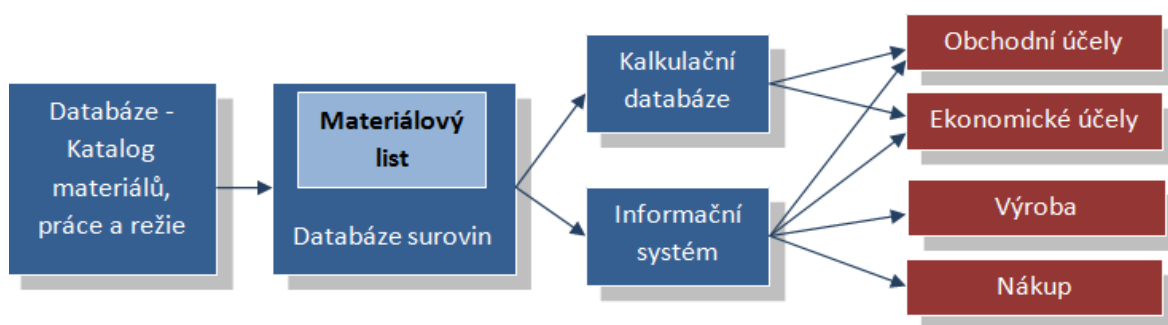 Databáze -
Katalog
materiálů,
práce a režie
Materiálový
list
Databáze surovin
Kalkulační
databáze
Informační
systém
Obchodní účely
Ekonomické účely
Výroba
Nákup